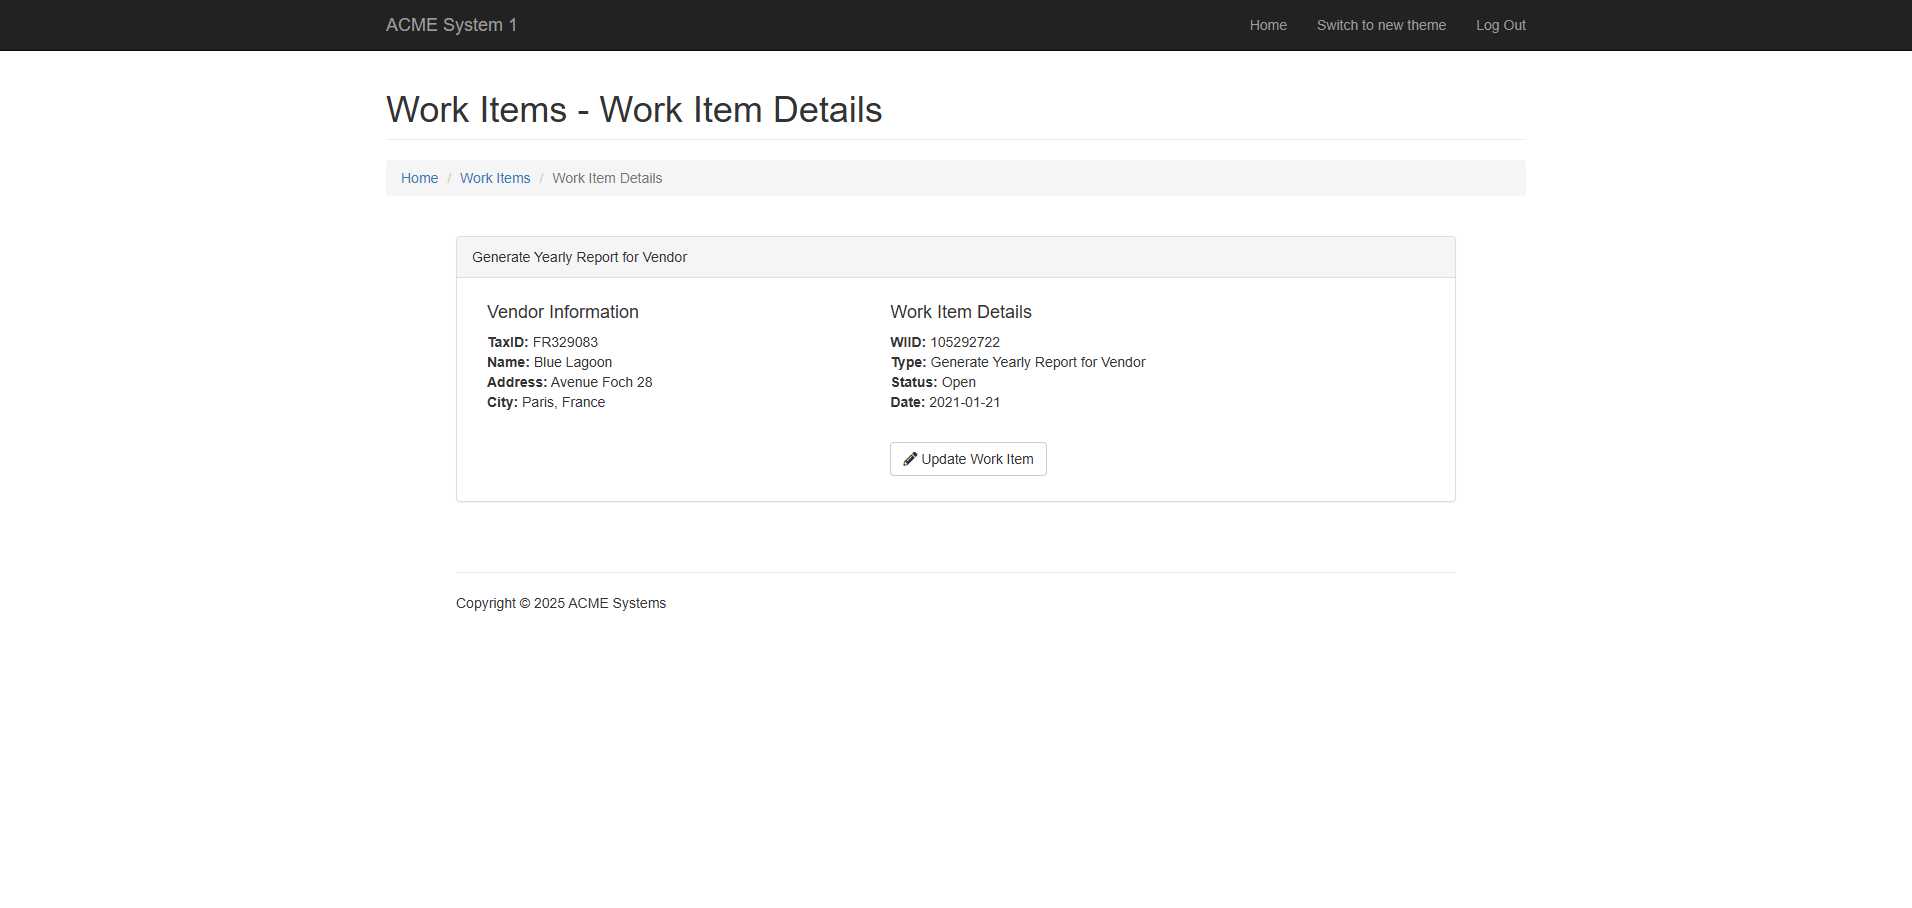 ACME System 1
Home
Switch to new theme
Log Out
Work Items - Work Item Details
Home / Work Items / Work Item Details
Generate Yearly Report for Vendor
Vendor Information
TaxID: FR329083
Name: Blue Lagoon
Address: Avenue Foch 28
City: Paris, France
Work Item Details
WIID: 105292722
Type: Generate Yearly Report for Vendor
Status: Open
Date: 2021-01-21
Update Work Item
Copyright © 2025 ACME Systems